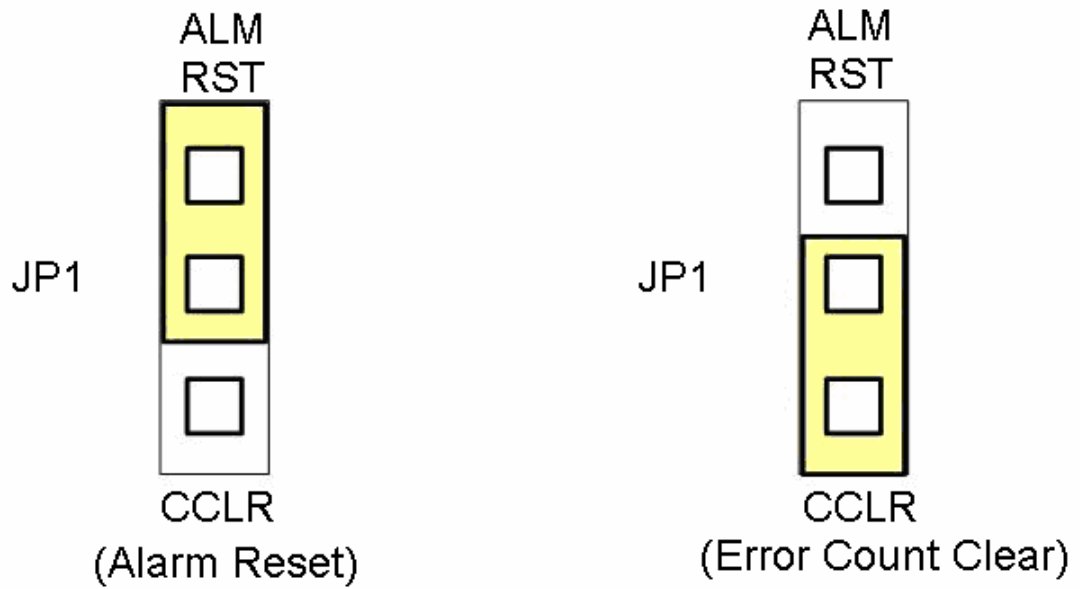 ALM
RST
JP1
CCLR
(Alarm Reset)
ALM
RST
JP1
CCLR
(Error Count Clear)